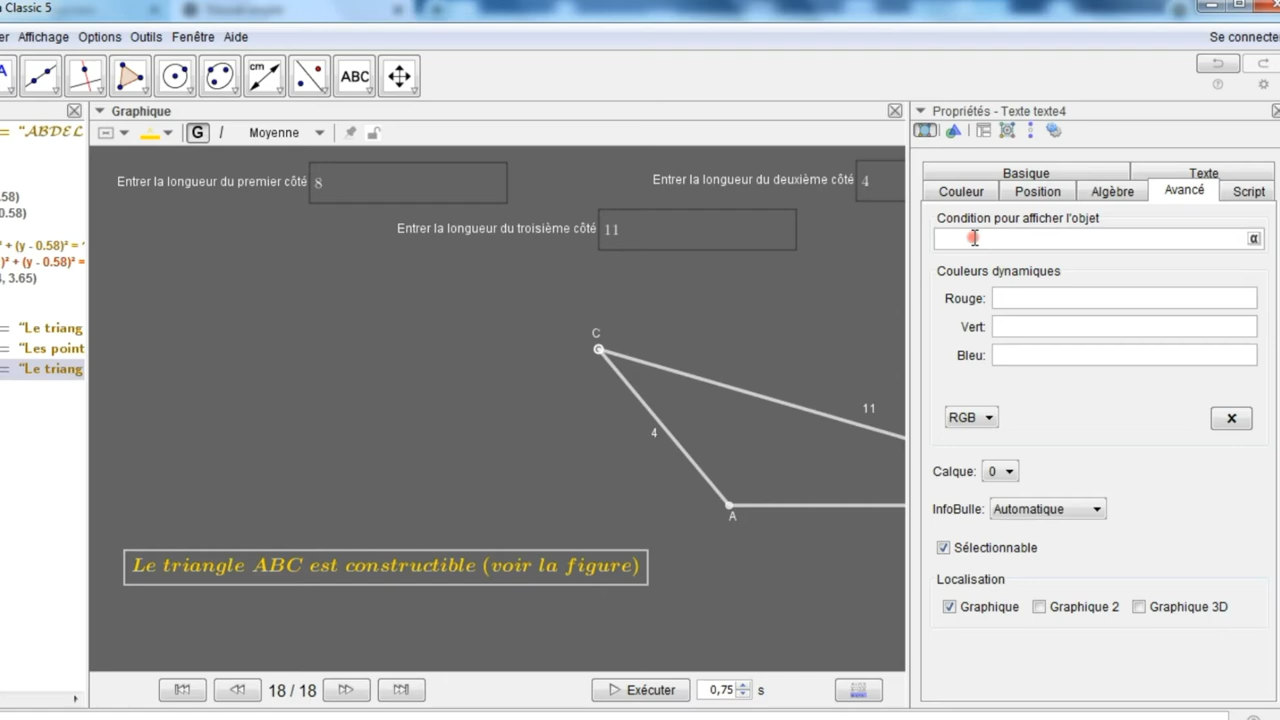 Classic 5
Affichage Options Outils Fenêtre Aide
Se connecte
A
cm
ABC
Graphique
Propriétés - Texte texte4
= "ABDEL
G / Moyenne
Basique Texte
Couleur Position Algèbre Avancé Script
Entrer la longueur du premier côté 8
Entrer la longueur du deuxième côté 4
Entrer la longueur du troisième côté 11
.58)
0.58)
² + (y - 0.58)² =
)² + (y - 0.58)² =
, 3.65)
= "Le triang
= "Les point
= "Le triang
Condition pour afficher l'objet
α
Couleurs dynamiques
Rouge:
Vert:
Bleu:
RGB
x
Calque: 0
InfoBulle: Automatique
Sélectionnable
Localisation
Graphique Graphique 2 Graphique 3D
C
11
4
A
Le triangle ABC est constructible (voir la figure)
18 / 18
Exécuter 0,75 s